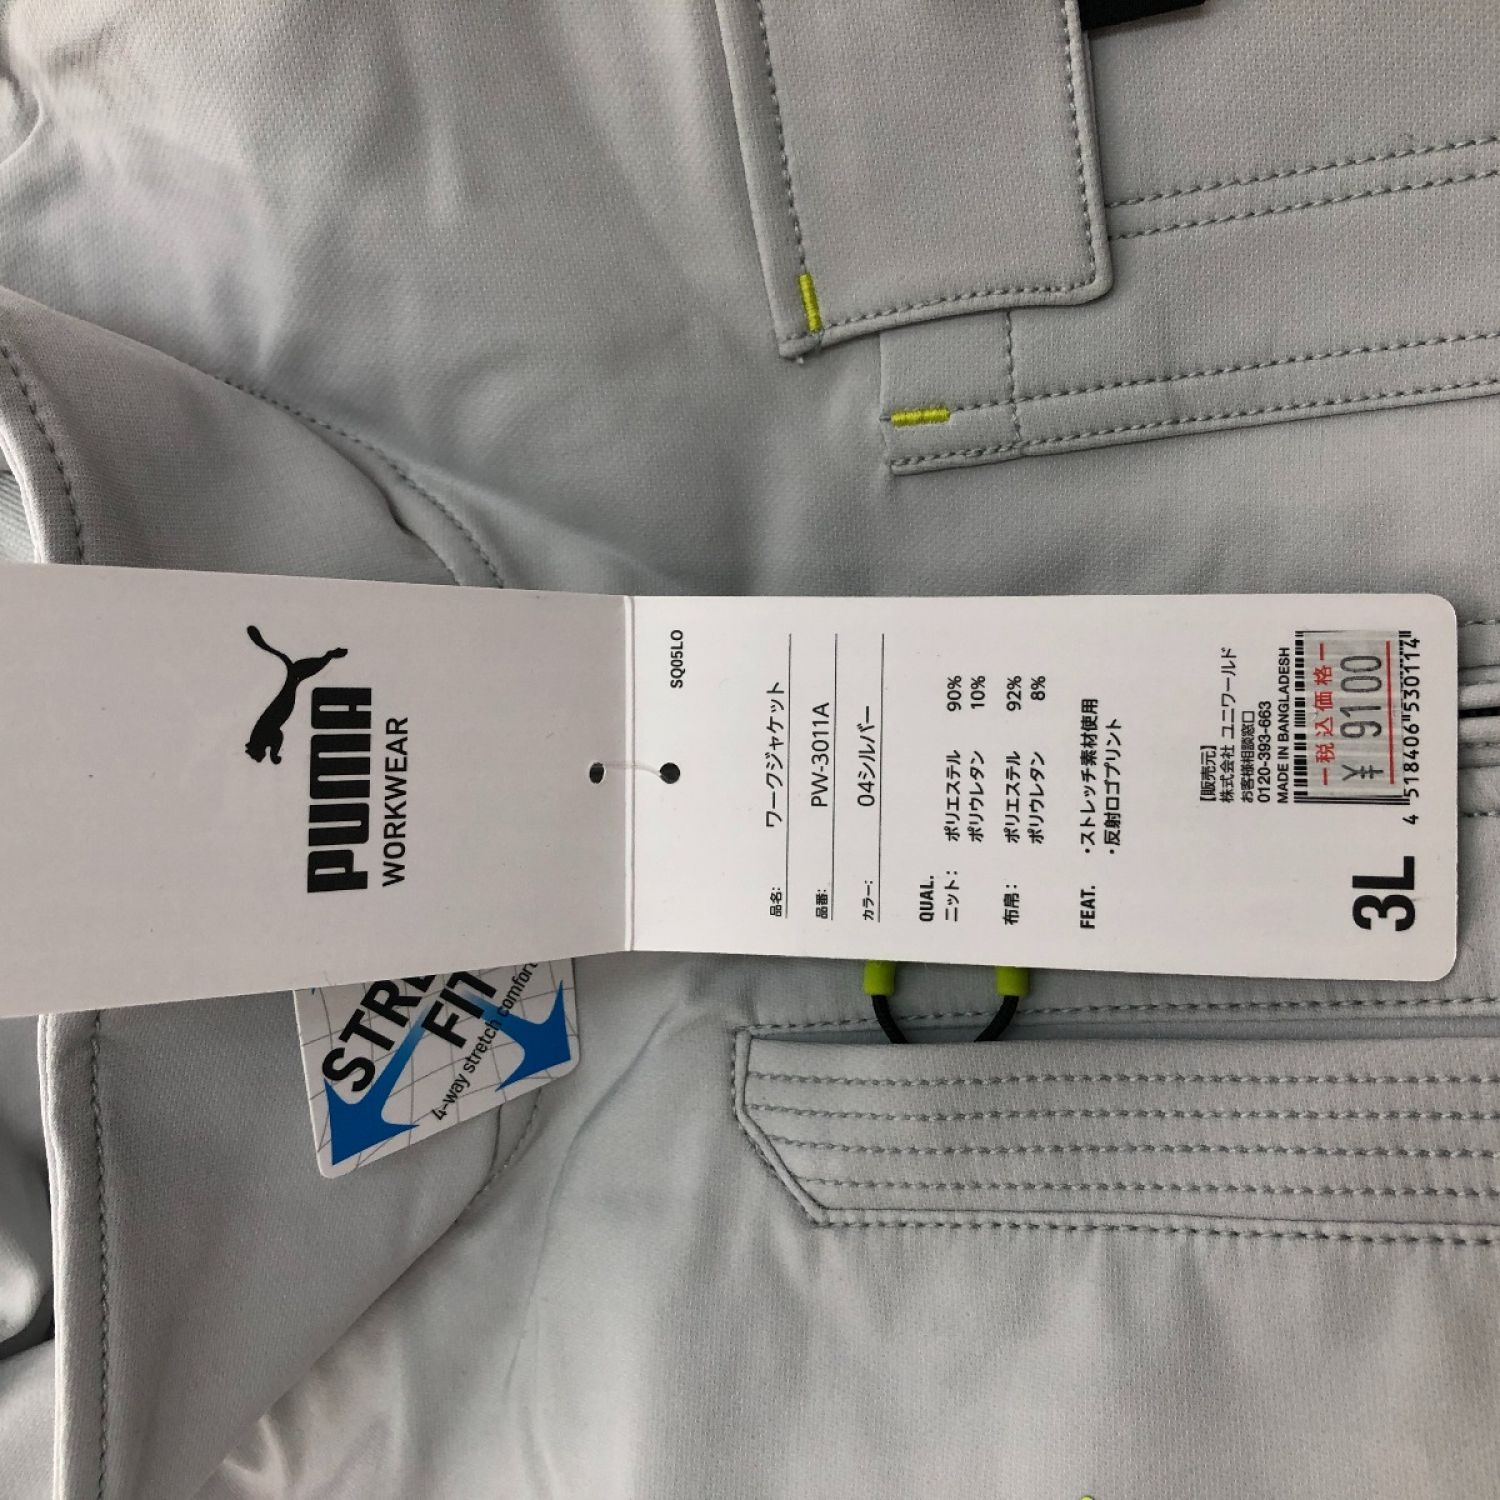 PUMA
WORKWEAR
SQ05LO
品名: ワークジャケット
品番: PW-3011A
カラー: 04シルバー
QUAL.
ニット: ポリエステル 90%
ポリウレタン 10%
布帛: ポリエステル 92%
ポリウレタン 8%
FEAT. ・ストレッチ素材使用
・反射ロゴプリント
【販売元】
株式会社 ユニワールド
お客様相談窓口
0120-393-663
MADE IN BANGLADESH
税込価格
¥ 9100
4 518406 530114
3L
FIT
4-way stretch comfort